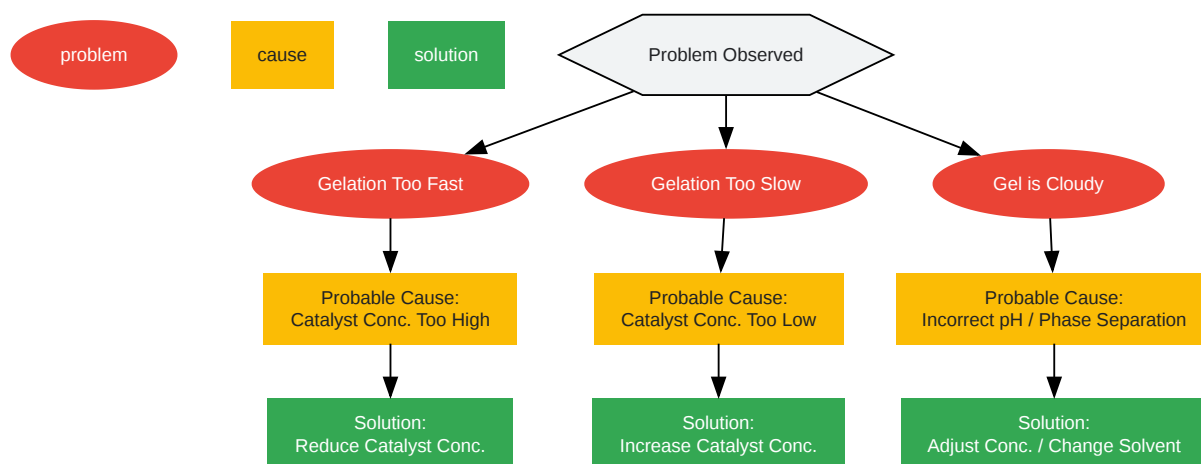 problem
cause
solution
Problem Observed
Gelation Too Fast
Gelation Too Slow
Gel is Cloudy
Probable Cause:
Catalyst Conc. Too High
Probable Cause:
Catalyst Conc. Too Low
Probable Cause:
Incorrect pH / Phase Separation
Solution:
Reduce Catalyst Conc.
Solution:
Increase Catalyst Conc.
Solution:
Adjust Conc. / Change Solvent